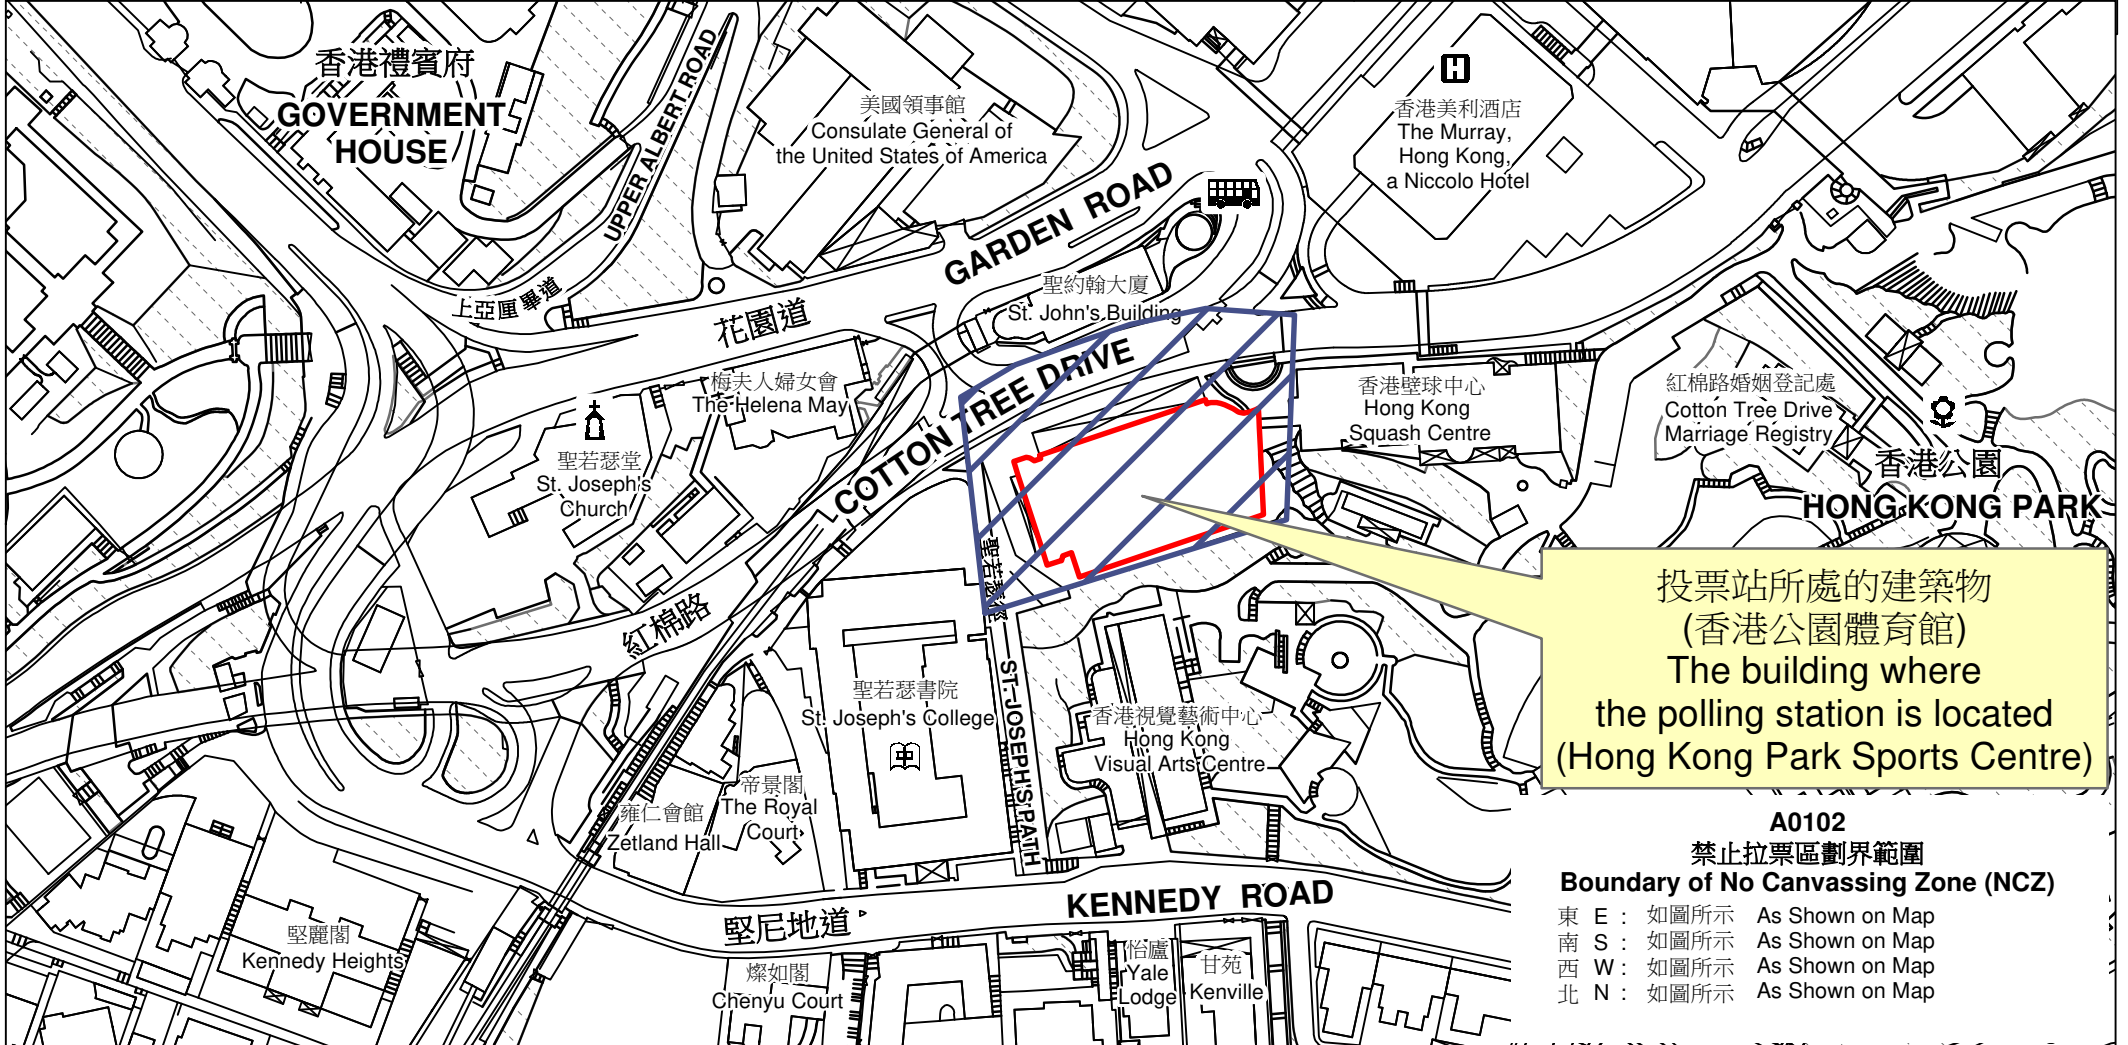 香港禮賓府
GOVERNMENT
HOUSE
UPPER ALBERT ROAD
上亞厘畢道
美國領事館
Consulate General of
the United States of America
GARDEN ROAD
花園道
香港美利酒店
The Murray,
Hong Kong,
a Niccolo Hotel
聖約翰大廈
St. John's Building
梅夫人婦女會
The Helena May
COTTON TREE DRIVE
紅棉路
聖若瑟堂
St. Joseph's
Church
香港壁球中心
Hong Kong
Squash Centre
紅棉路婚姻登記處
Cotton Tree Drive
Marriage Registry
香港公園
HONG KONG PARK
投票站所處的建築物
(香港公園體育館)
The building where
the polling station is located
(Hong Kong Park Sports Centre)
聖若瑟徑
ST. JOSEPH'S PATH
聖若瑟書院
St. Joseph's College
香港視覺藝術中心
Hong Kong
Visual Arts Centre
帝景閣
The Royal
Court
雍仁會館
Zetland Hall
堅麗閣
Kennedy Heights
堅尼地道
KENNEDY ROAD
燦如閣
Chenyu Court
怡廬
Yale
Lodge
甘苑
Kenville
A0102
禁止拉票區劃界範圍
Boundary of No Canvassing Zone (NCZ)
東 E : 如圖所示 As Shown on Map
南 S : 如圖所示 As Shown on Map
西 W : 如圖所示 As Shown on Map
北 N : 如圖所示 As Shown on Map